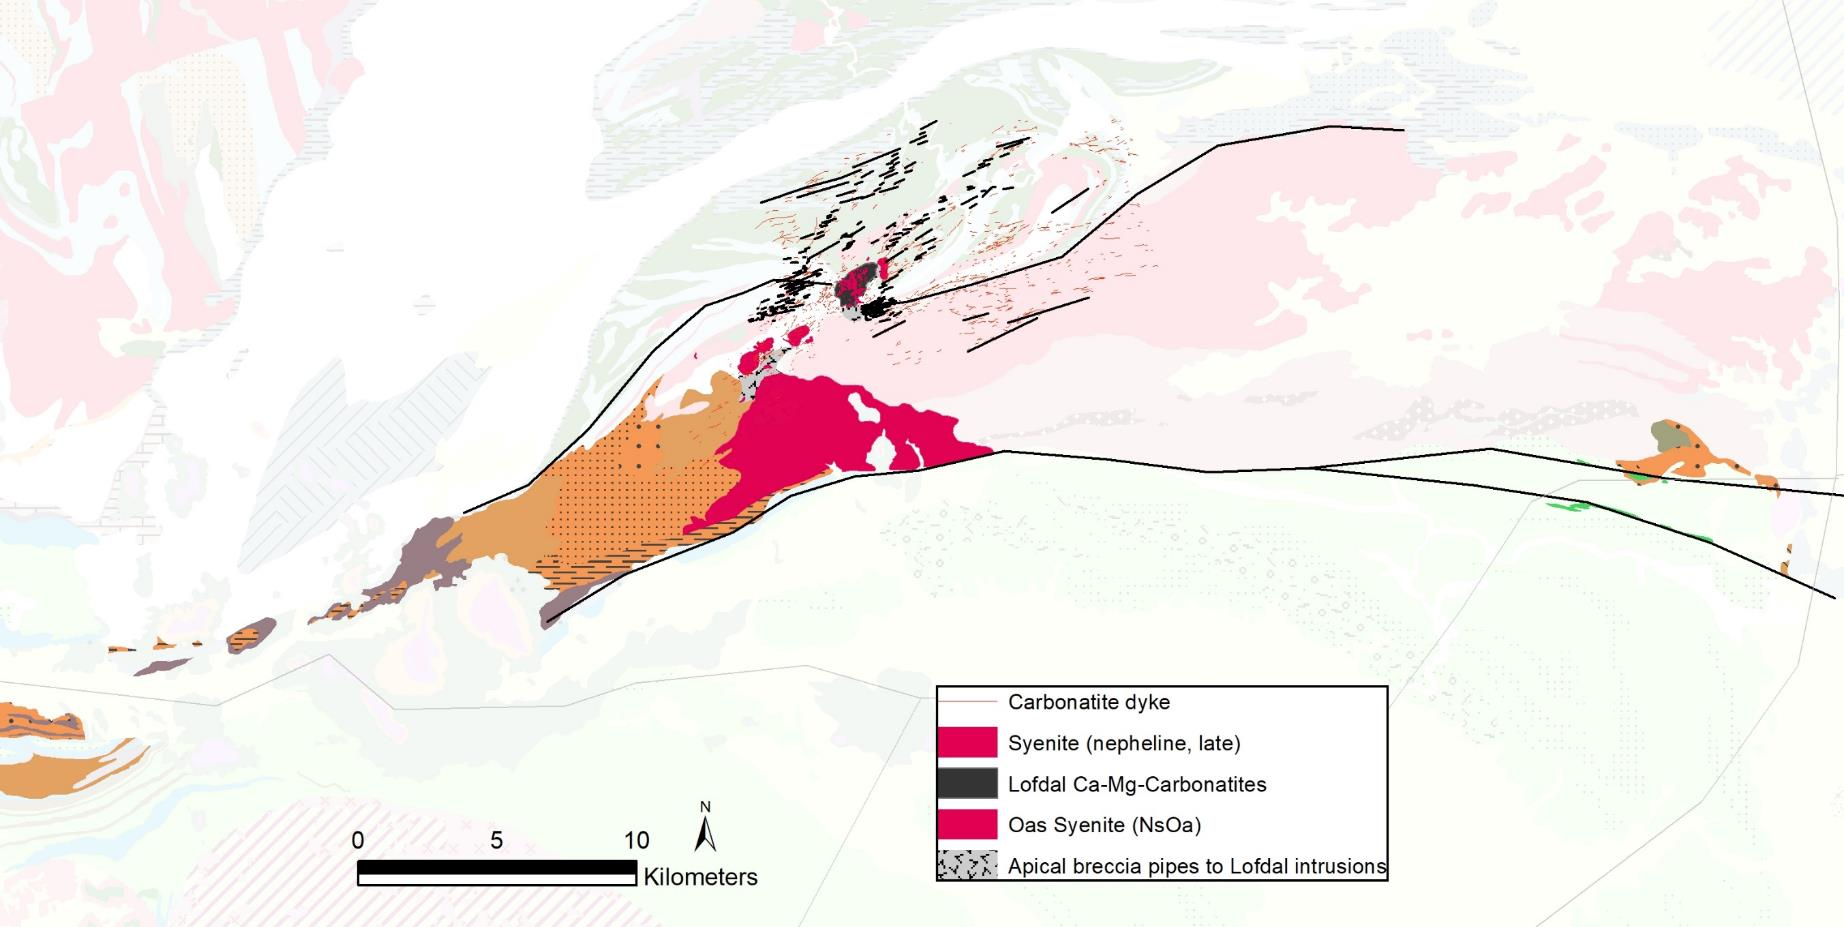 Carbonatite dyke
Syenite (nepheline, late)
Lofdal Ca-Mg-Carbonatites
Oas Syenite (NsOa)
Apical breccia pipes to Lofdal intrusions
N
0 5 10
Kilometers